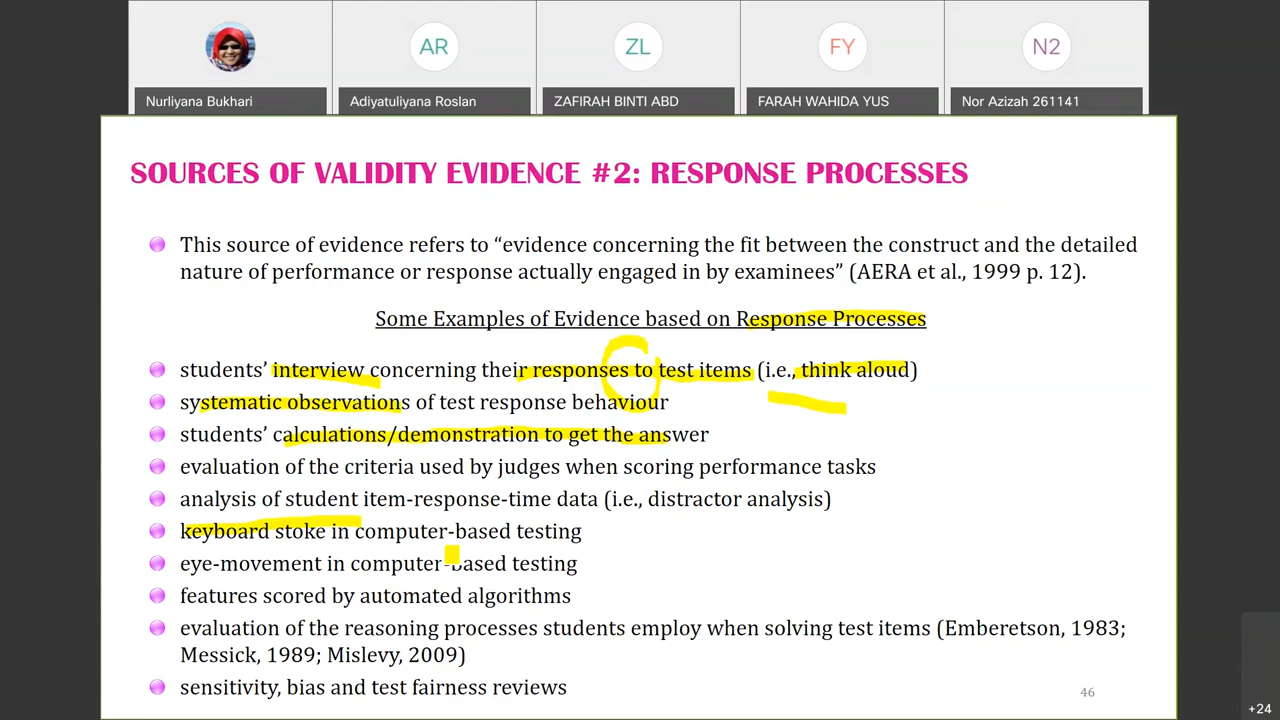 AR
ZL
FY
N2
Nurliyana Bukhari
Adiyatuliyana Roslan
ZAFIRAH BINTI ABD
FARAH WAHIDA YUS
Nor Azizah 261141
SOURCES OF VALIDITY EVIDENCE #2: RESPONSE PROCESSES
This source of evidence refers to “evidence concerning the fit between the construct and the detailed
nature of performance or response actually engaged in by examinees” (AERA et al., 1999 p. 12).
Some Examples of Evidence based on Response Processes
students’ interview concerning their responses to test items (i.e., think aloud)
systematic observations of test response behaviour
students’ calculations/demonstration to get the answer
evaluation of the criteria used by judges when scoring performance tasks
analysis of student item-response-time data (i.e., distractor analysis)
keyboard stoke in computer-based testing
eye-movement in computer-based testing
features scored by automated algorithms
evaluation of the reasoning processes students employ when solving test items (Emberetson, 1983;
Messick, 1989; Mislevy, 2009)
sensitivity, bias and test fairness reviews
46
+24